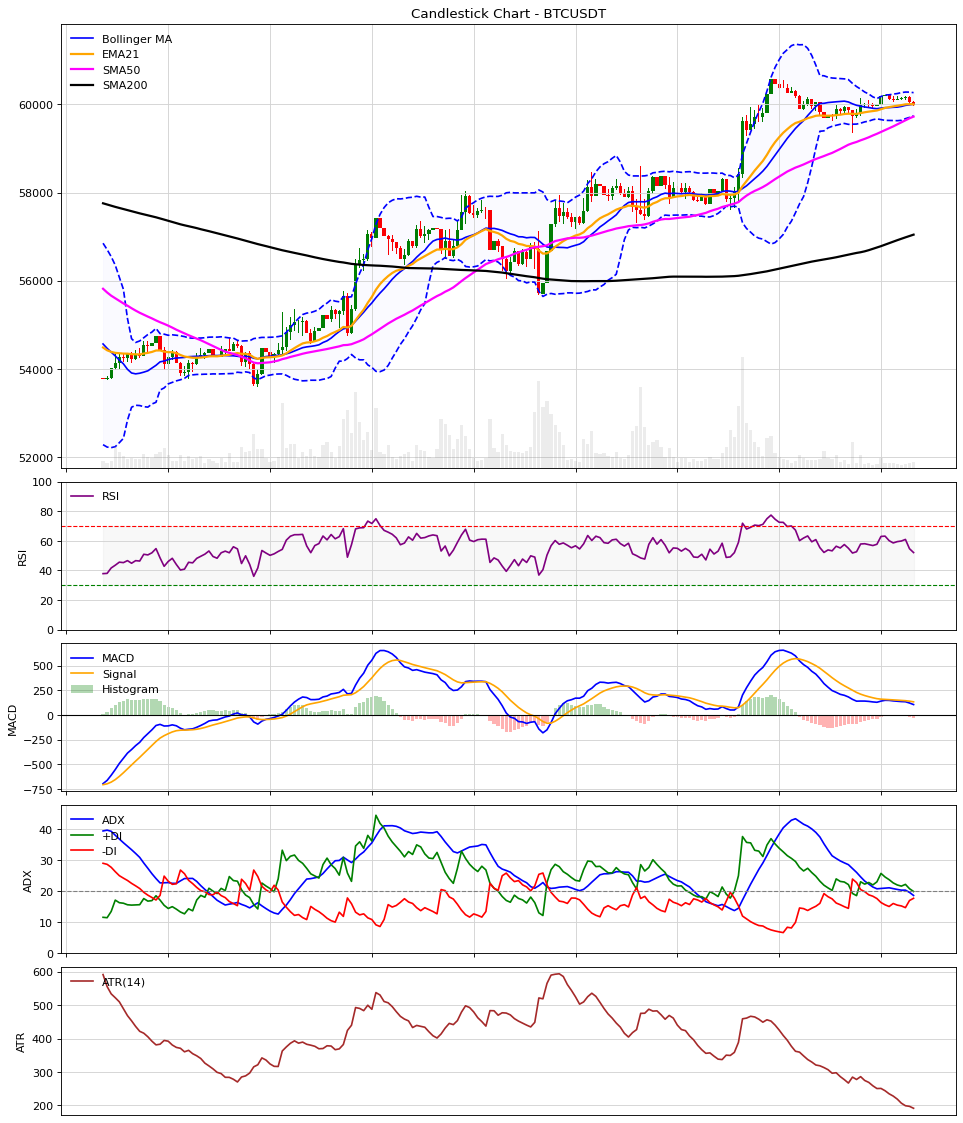 Candlestick Chart - BTCUSDT
Bollinger MA
EMA21
SMA50
SMA200
60000
58000
56000
54000
52000
RSI
100
80
60
40
20
0
RSI
MACD
Signal
Histogram
500
250
0
−250
−500
−750
MACD
ADX
+DI
-DI
40
30
20
10
0
ADX
ATR(14)
600
500
400
300
200
ATR